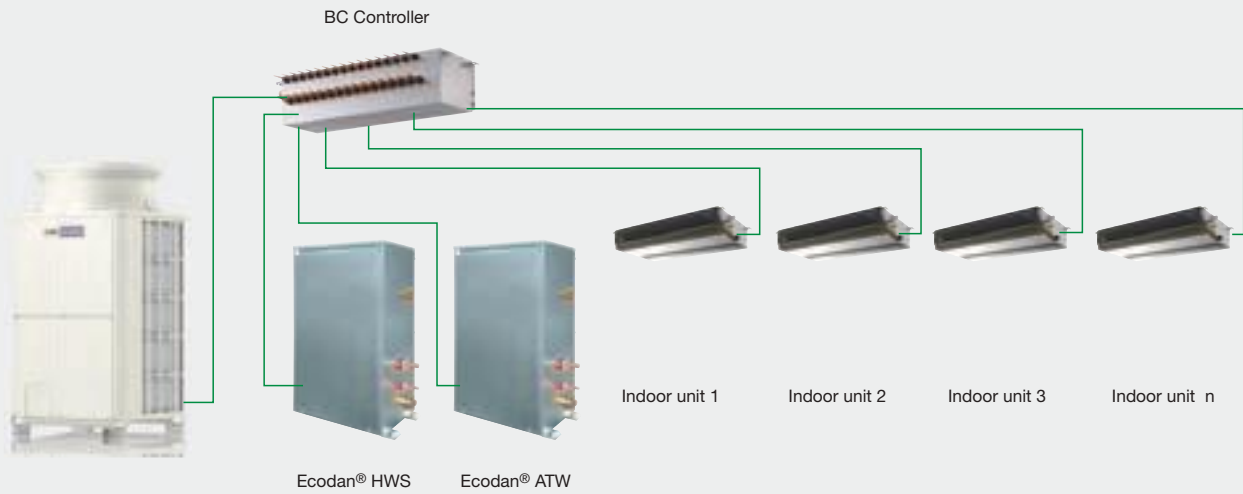 BC Controller
Indoor unit 1
Indoor unit 2
Indoor unit 3
Indoor unit n
Ecodan® HWS
Ecodan® ATW